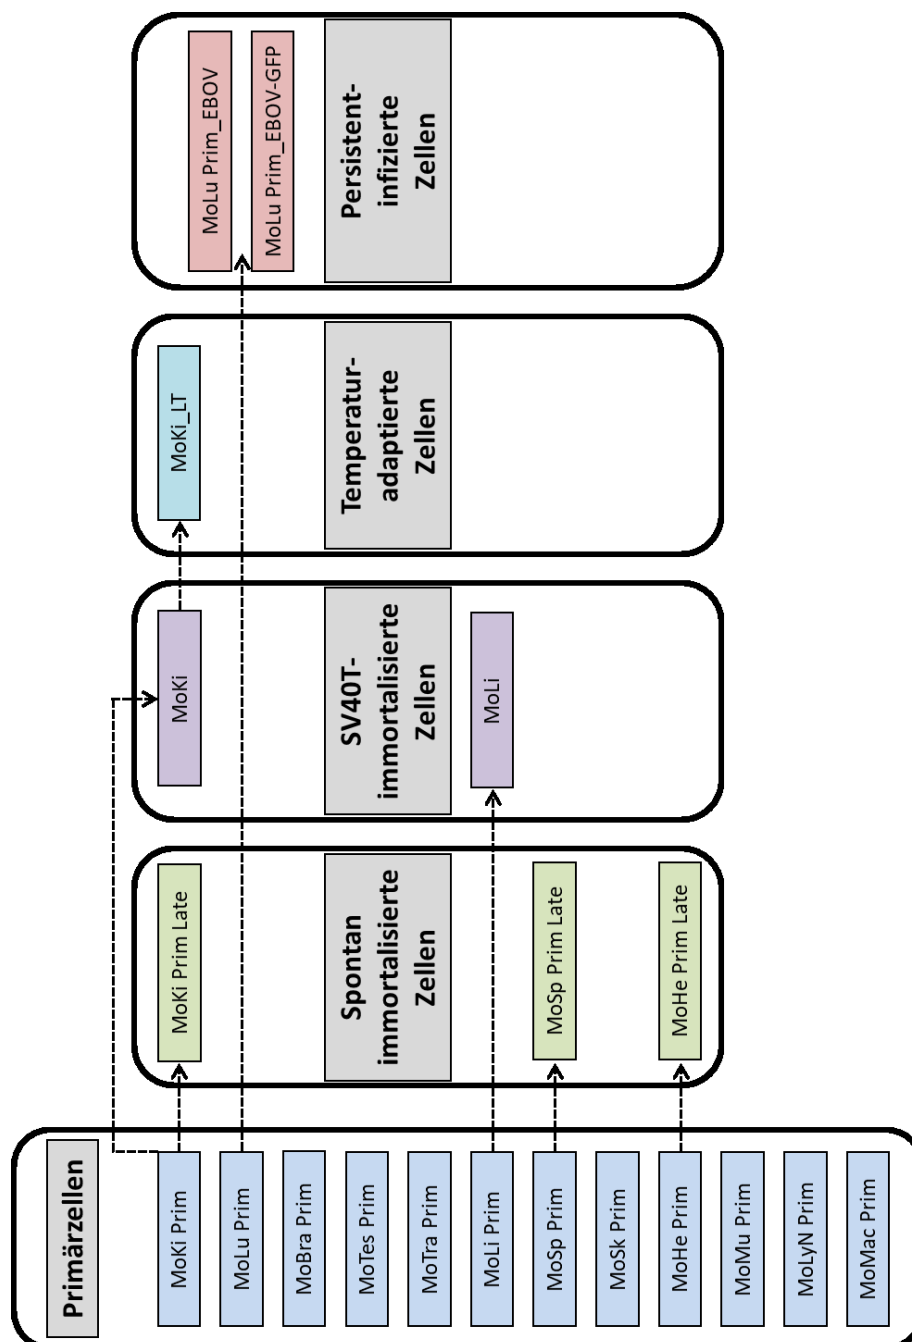 Primärzellen
MoKi Prim
MoLu Prim
MoBra Prim
MoTes Prim
MoTra Prim
MoLi Prim
MoSp Prim
MoSk Prim
MoHe Prim
MoMu Prim
MoLyN Prim
MoMac Prim
MoKi Prim Late
Spontan
immortalisierte
Zellen
MoSp Prim Late
MoHe Prim Late
MoKi
SV40T-
immortalisierte
Zellen
MoLi
MoKi_LT
Temperatur-
adaptierte
Zellen
MoLu Prim_EBOV
MoLu Prim_EBOV-GFP
Persistent-
infizierte
Zellen